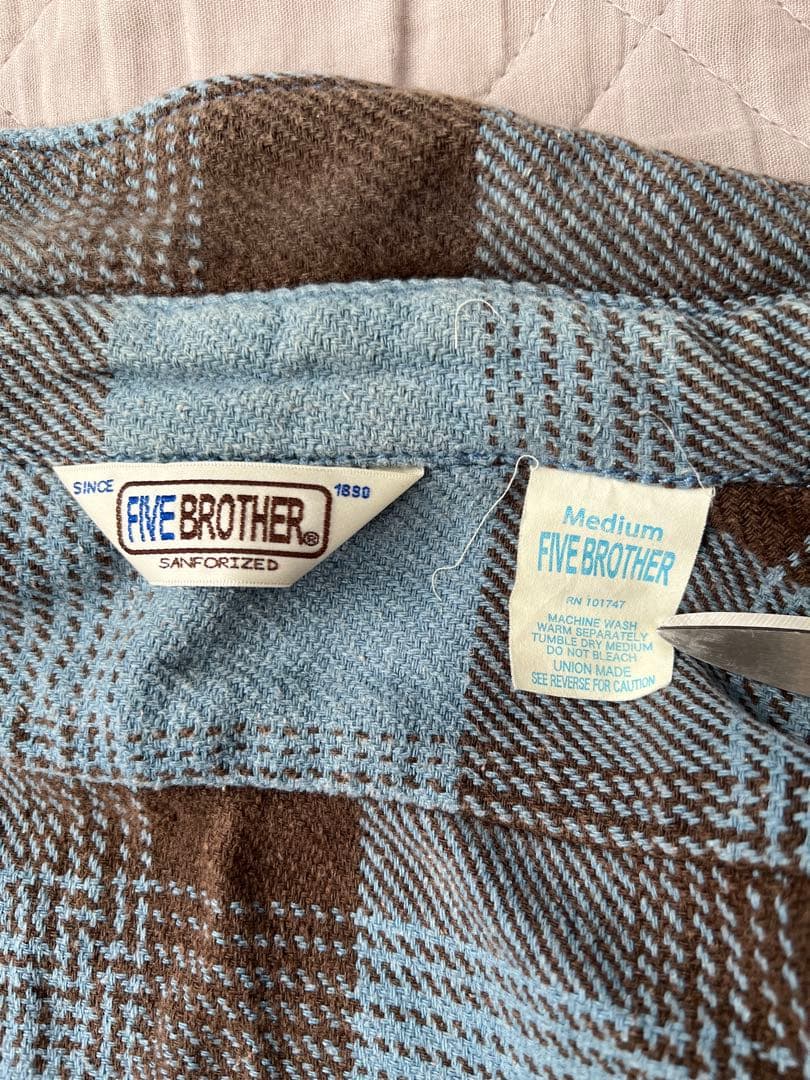 SINCE 1890
FIVE BROTHER®
SANFORIZED
Medium
FIVE BROTHER
RN 101747
MACHINE WASH
WARM SEPARATELY
TUMBLE DRY MEDIUM
DO NOT BLEACH
UNION MADE
SEE REVERSE FOR CAUTION